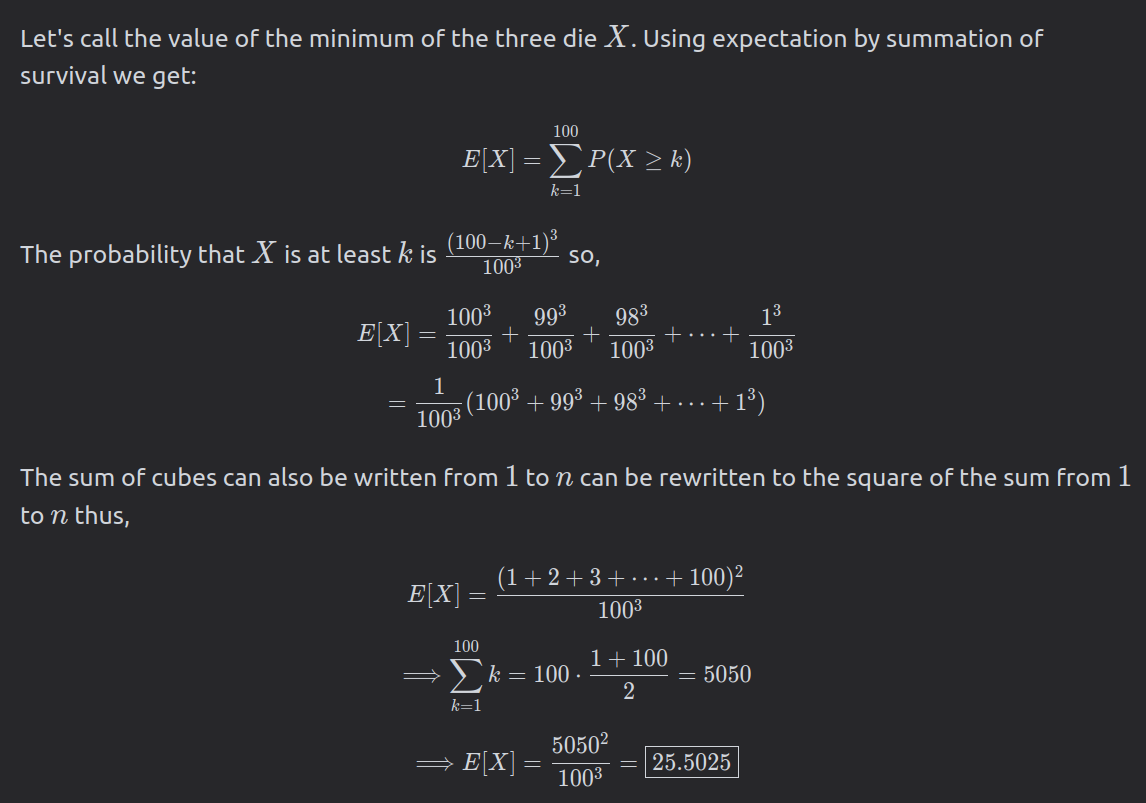 Let's call the value of the minimum of the three die $X$. Using expectation by summation of
survival we get:
$$E[X] = \sum_{k=1}^{100} P(X \geq k)$$
The probability that $X$ is at least $k$ is $\frac{(100-k+1)^3}{100^3}$ so,
$$E[X] = \frac{100^3}{100^3} + \frac{99^3}{100^3} + \frac{98^3}{100^3} + \cdots + \frac{1^3}{100^3}$$
$$= \frac{1}{100^3}(100^3 + 99^3 + 98^3 + \cdots + 1^3)$$
The sum of cubes can also be written from $1$ to $n$ can be rewritten to the square of the sum from $1$
to $n$ thus,
$$E[X] = \frac{(1 + 2 + 3 + \cdots + 100)^2}{100^3}$$
$$\implies \sum_{k=1}^{100} k = 100 \cdot \frac{1 + 100}{2} = 5050$$
$$\implies E[X] = \frac{5050^2}{100^3} = \boxed{25.5025}$$